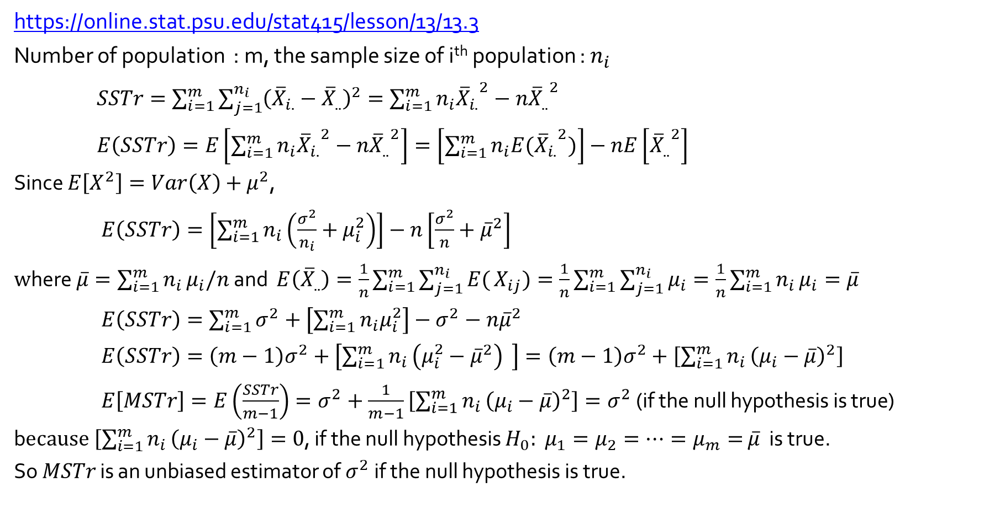 https://online.stat.psu.edu/stat415/lesson/13/13.3
Number of population : m, the sample size of iᵗʰ population : $n_i$
$SSTr = \sum_{i=1}^{m} \sum_{j=1}^{n_i} (\bar{X}_{i.} - \bar{X}_{..})^2 = \sum_{i=1}^{m} n_i \bar{X}_{i.}^2 - n\bar{X}_{..}^2$
$E(SSTr) = E\left[\sum_{i=1}^{m} n_i \bar{X}_{i.}^2 - n\bar{X}_{..}^2\right] = \left[\sum_{i=1}^{m} n_i E(\bar{X}_{i.}^2)\right] - nE\left[\bar{X}_{..}^2\right]$
Since $E[X^2] = Var(X) + \mu^2$,
$E(SSTr) = \left[\sum_{i=1}^{m} n_i \left(\frac{\sigma^2}{n_i} + \mu_i^2\right)\right] - n\left[\frac{\sigma^2}{n} + \bar{\mu}^2\right]$
where $\bar{\mu} = \sum_{i=1}^{m} n_i \mu_i / n$ and $E(\bar{X}_{..}) = \frac{1}{n} \sum_{i=1}^{m} \sum_{j=1}^{n_i} E(X_{ij}) = \frac{1}{n} \sum_{i=1}^{m} \sum_{j=1}^{n_i} \mu_i = \frac{1}{n} \sum_{i=1}^{m} n_i \mu_i = \bar{\mu}$
$E(SSTr) = \sum_{i=1}^{m} \sigma^2 + \left[\sum_{i=1}^{m} n_i \mu_i^2\right] - \sigma^2 - n\bar{\mu}^2$
$E(SSTr) = (m-1)\sigma^2 + \left[\sum_{i=1}^{m} n_i (\mu_i^2 - \bar{\mu}^2)\right] = (m-1)\sigma^2 + [\sum_{i=1}^{m} n_i (\mu_i - \bar{\mu})^2]$
$E[MSTr] = E\left(\frac{SSTr}{m-1}\right) = \sigma^2 + \frac{1}{m-1} [\sum_{i=1}^{m} n_i (\mu_i - \bar{\mu})^2] = \sigma^2$ (if the null hypothesis is true)
because $[\sum_{i=1}^{m} n_i (\mu_i - \bar{\mu})^2] = 0$, if the null hypothesis $H_0: \mu_1 = \mu_2 = \cdots = \mu_m = \bar{\mu}$ is true.
So $MSTr$ is an unbiased estimator of $\sigma^2$ if the null hypothesis is true.